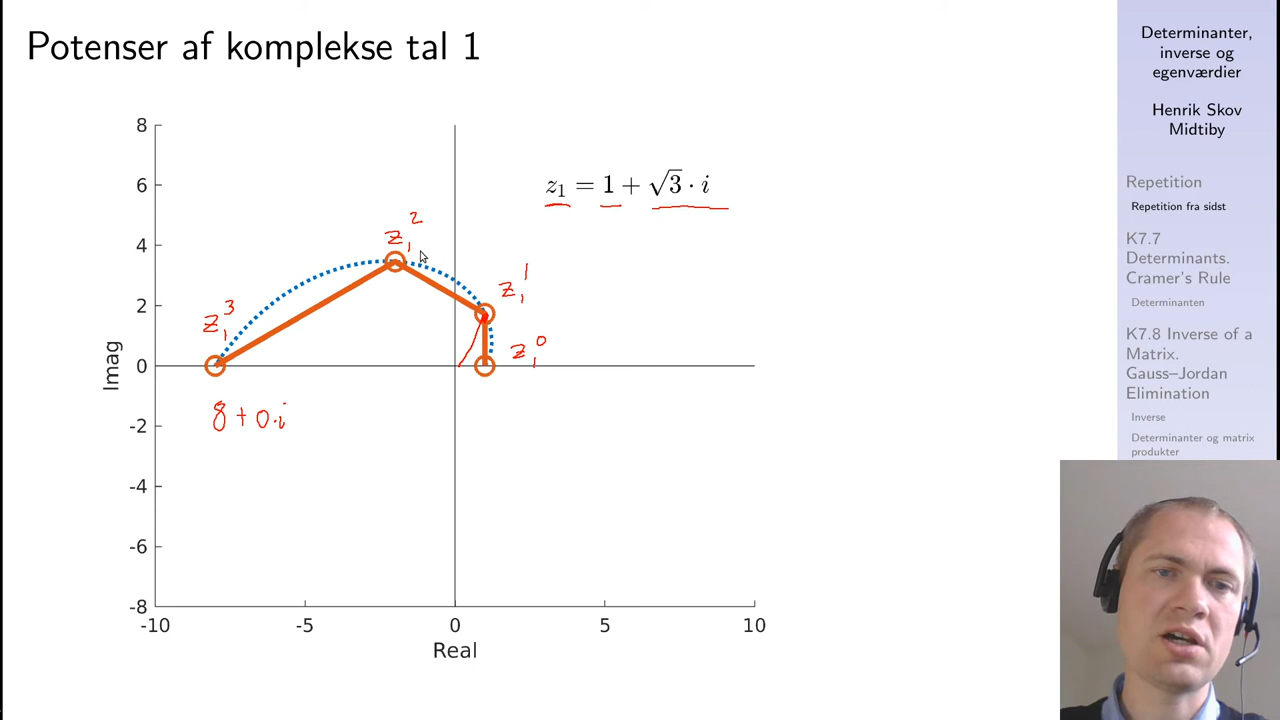 Potenser af komplekse tal 1
8
6
4
2
0
-2
-4
-6
-8
Imag
-10
-5
0
5
10
Real
z₁ = 1 + √3 · i
z₁²
z₁¹
z₁³
z₁⁰
8 + 0·i
Determinanter,
inverse og
egenværdier
Henrik Skov
Midtiby
Repetition
Repetition fra sidst
K7.7
Determinants.
Cramer's Rule
Determinanten
K7.8 Inverse of a
Matrix.
Gauss–Jordan
Elimination
Inverse
Determinanter og matrix
produkter